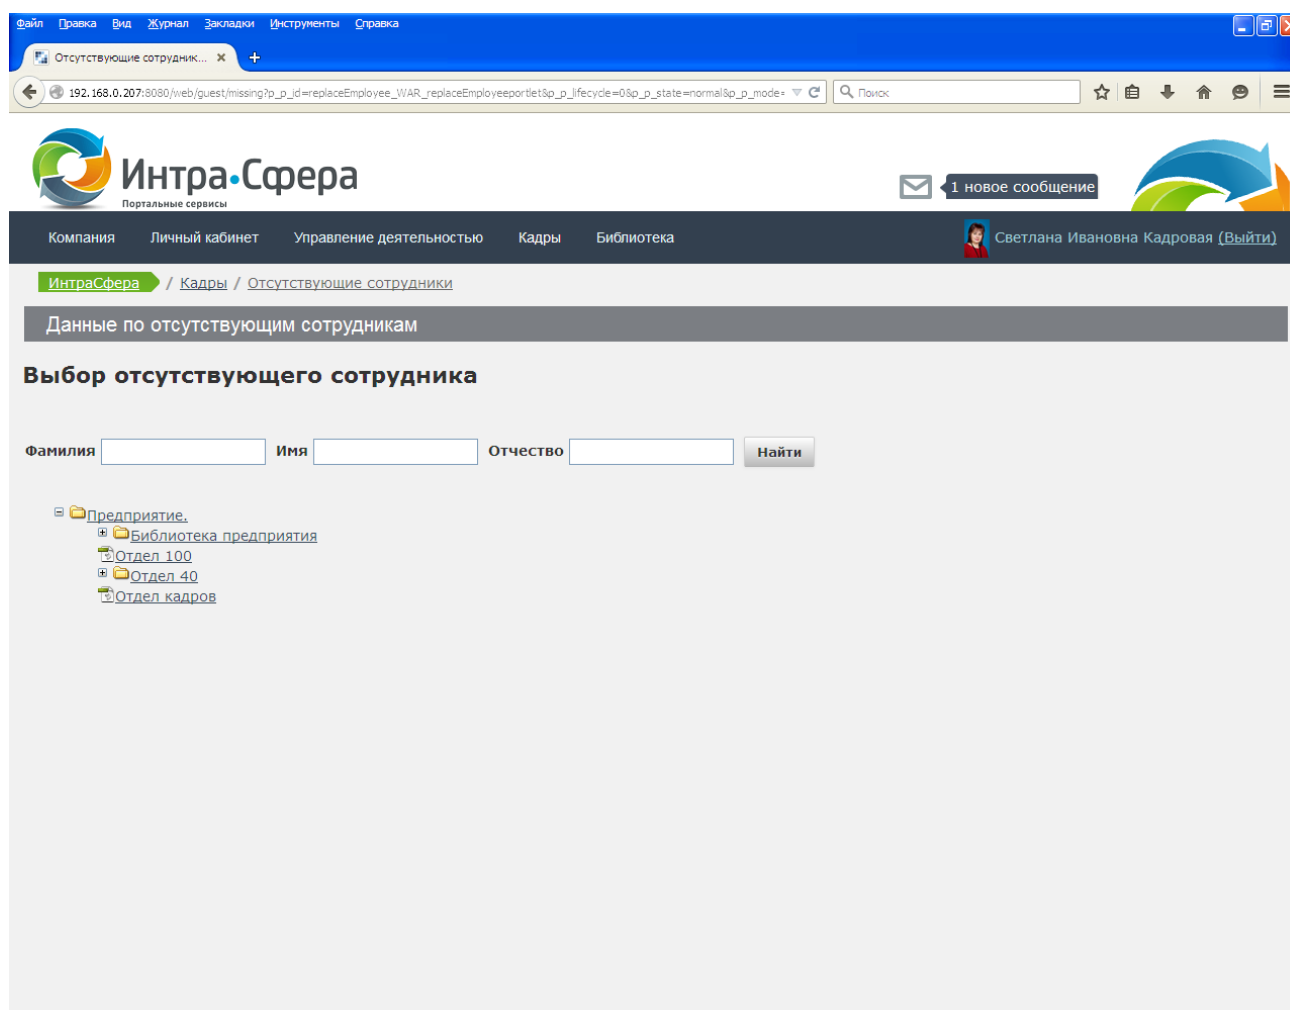 Файл Правка Вид Журнал Закладки Инструменты Справка
Отсутствующие сотрудник...
192.168.0.207:8080/web/guest/missing?p_p_id=replaceEmployee_WAR_replaceEmployeeportlet&p_p_lifecycle=0&p_p_state=normal&p_p_mode= Поиск
Интра•Сфера
Портальные сервисы
1 новое сообщение
Компания Личный кабинет Управление деятельностью Кадры Библиотека Светлана Ивановна Кадровая (Выйти)
ИнтраСфера / Кадры / Отсутствующие сотрудники
Данные по отсутствующим сотрудникам
Выбор отсутствующего сотрудника
Фамилия Имя Отчество Найти
Предприятие.
Библиотека предприятия
Отдел 100
Отдел 40
Отдел кадров